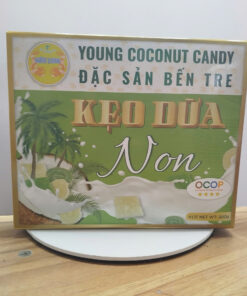 YOUNG COCONUT CANDY
ĐẶC SẢN BẾN TRE
KẸO DỪA
Non
OCOP